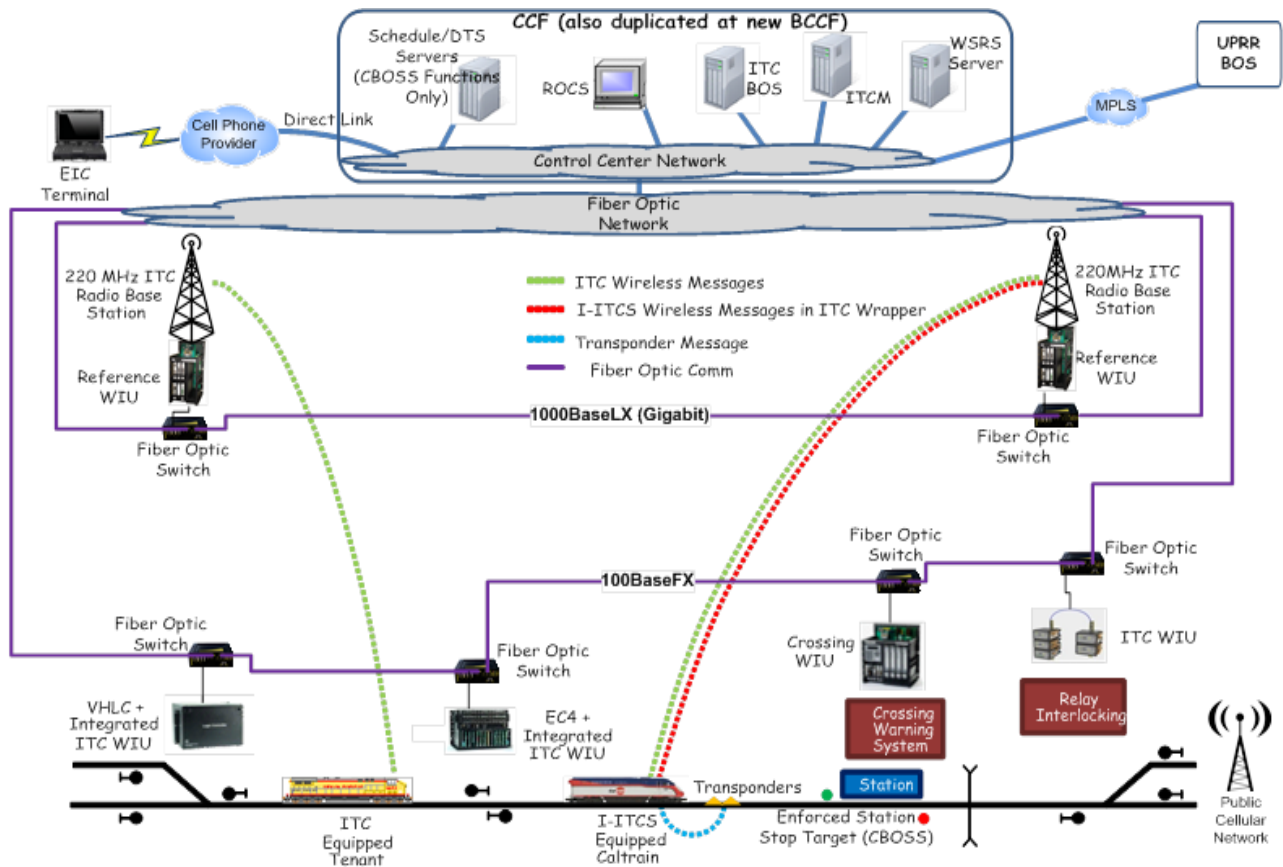 CCF (also duplicated at new BCCF)
Schedule/DTS
Servers
(CBOSS Functions
Only)
ROCS
ITC
BOS
ITCM
WSRS
Server
UPRR
BOS
MPLS
Cell Phone
Provider
Direct Link
EIC
Terminal
Control Center Network
Fiber Optic
Network
220 MHz ITC
Radio Base
Station
ITC Wireless Messages
I-ITCS Wireless Messages in ITC Wrapper
Transponder Message
Fiber Optic Comm
220MHz ITC
Radio Base
Station
Reference
WIU
Reference
WIU
1000BaseLX (Gigabit)
Fiber Optic
Switch
Fiber Optic
Switch
Fiber Optic
Switch
Fiber Optic
Switch
100BaseFX
Fiber Optic
Switch
Fiber Optic
Switch
Crossing
WIU
ITC WIU
VHLC +
Integrated
ITC WIU
EC4 +
Integrated
ITC WIU
Crossing
Warning
System
Relay
Interlocking
Transponders
Station
ITC
Equipped
Tenant
I-ITCS
Equipped
Caltrain
Enforced Station
Stop Target (CBOSS)
Public
Cellular
Network